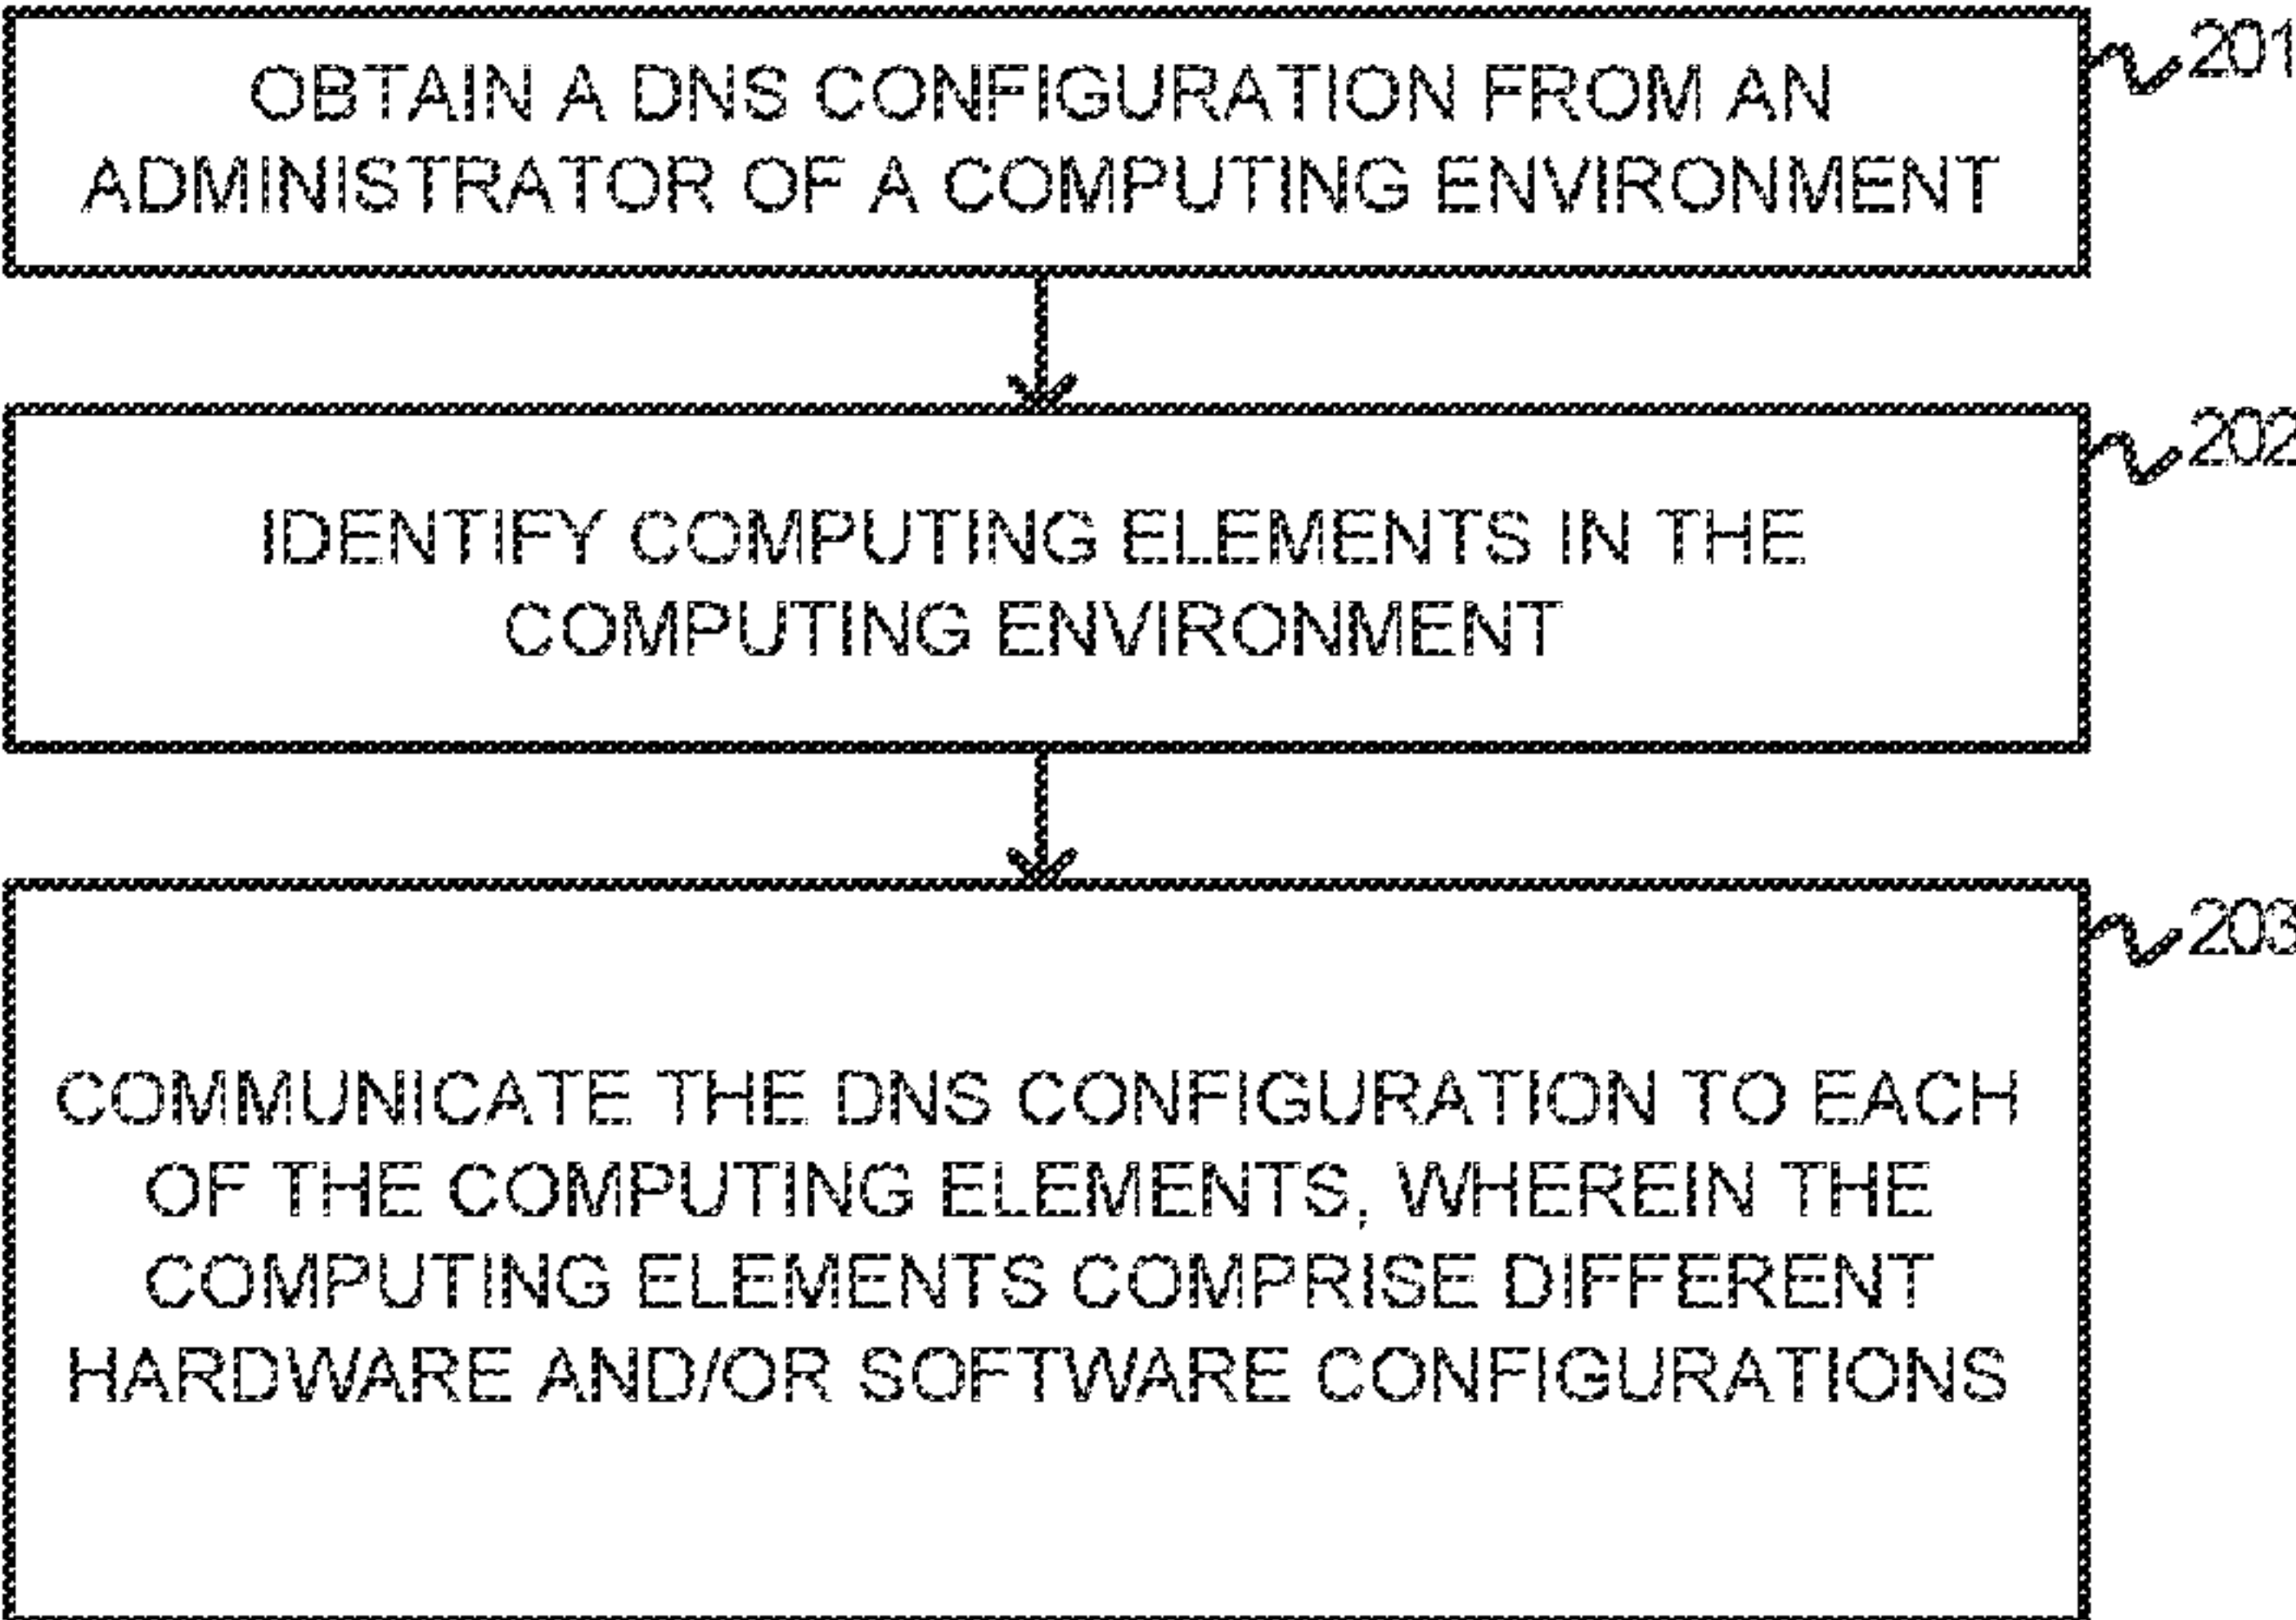 OBTAIN A DNS CONFIGURATION FROM AN
ADMINISTRATOR OF A COMPUTING ENVIRONMENT
201
IDENTIFY COMPUTING ELEMENTS IN THE
COMPUTING ENVIRONMENT
202
COMMUNICATE THE DNS CONFIGURATION TO EACH
OF THE COMPUTING ELEMENTS, WHEREIN THE
COMPUTING ELEMENTS COMPRISE DIFFERENT
HARDWARE AND/OR SOFTWARE CONFIGURATIONS
203